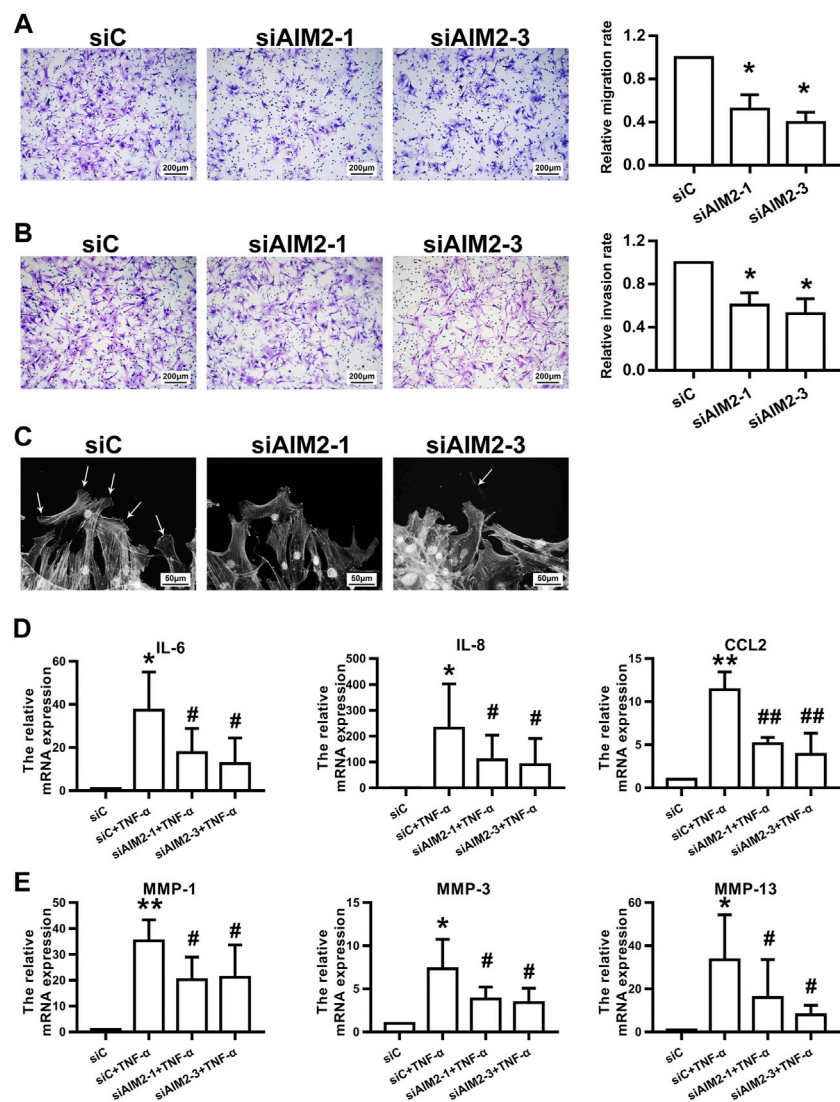 A
siC
siAIM2-1
siAIM2-3
200μm
200μm
200μm
Relative migration rate
1.2
0.8
0.4
0.0
*
*
siC
siAIM2-1
siAIM2-3
B
siC
siAIM2-1
siAIM2-3
200μm
200μm
200μm
Relative invasion rate
1.2
0.8
0.4
0.0
*
*
siC
siAIM2-1
siAIM2-3
C
siC
siAIM2-1
siAIM2-3
50μm
50μm
50μm
D
IL-6
The relative
mRNA expression
60
40
20
0
*
#
#
siC
siC+TNF-α
siAIM2-1+TNF-α
siAIM2-3+TNF-α
IL-8
The relative
mRNA expression
500
400
300
200
100
0
*
#
#
siC
siC+TNF-α
siAIM2-1+TNF-α
siAIM2-3+TNF-α
CCL2
The relative
mRNA expression
15
10
5
0
**
##
##
siC
siC+TNF-α
siAIM2-1+TNF-α
siAIM2-3+TNF-α
E
MMP-1
The relative
mRNA expression
50
40
30
20
10
0
**
#
#
siC
siC+TNF-α
siAIM2-1+TNF-α
siAIM2-3+TNF-α
MMP-3
The relative
mRNA expression
15
10
5
0
*
#
#
siC
siC+TNF-α
siAIM2-1+TNF-α
siAIM2-3+TNF-α
MMP-13
The relative
mRNA expression
60
40
20
0
*
#
#
siC
siC+TNF-α
siAIM2-1+TNF-α
siAIM2-3+TNF-α